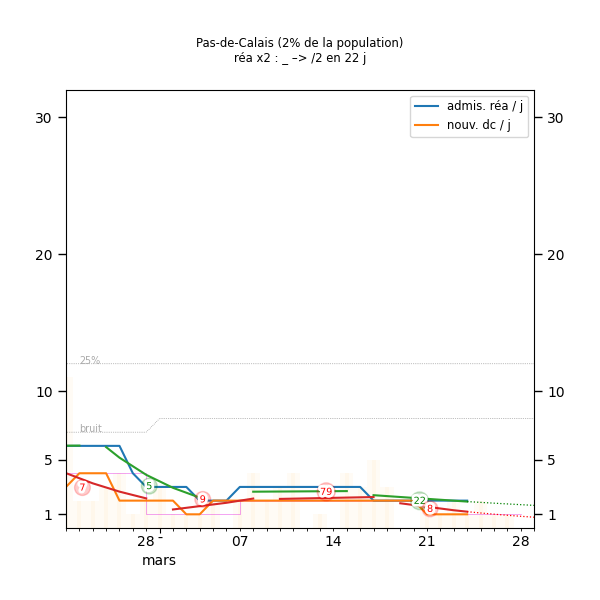 Pas-de-Calais (2% de la population)
réa x2 : _ –> /2 en 22 j
admis. réa / j
nouv. dc / j
30 30
20 20
25%
10 10
bruit
5 5
7 5 9 79 22 8
1 1
28 - 07 14 21 28
mars